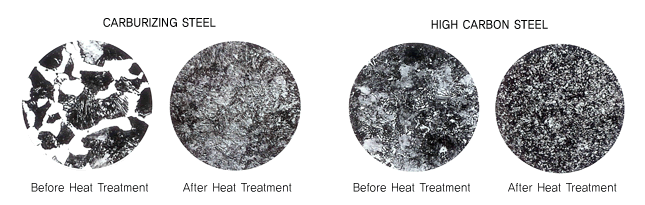 CARBURIZING STEEL
HIGH CARBON STEEL
Before Heat Treatment
After Heat Treatment
Before Heat Treatment
After Heat Treatment